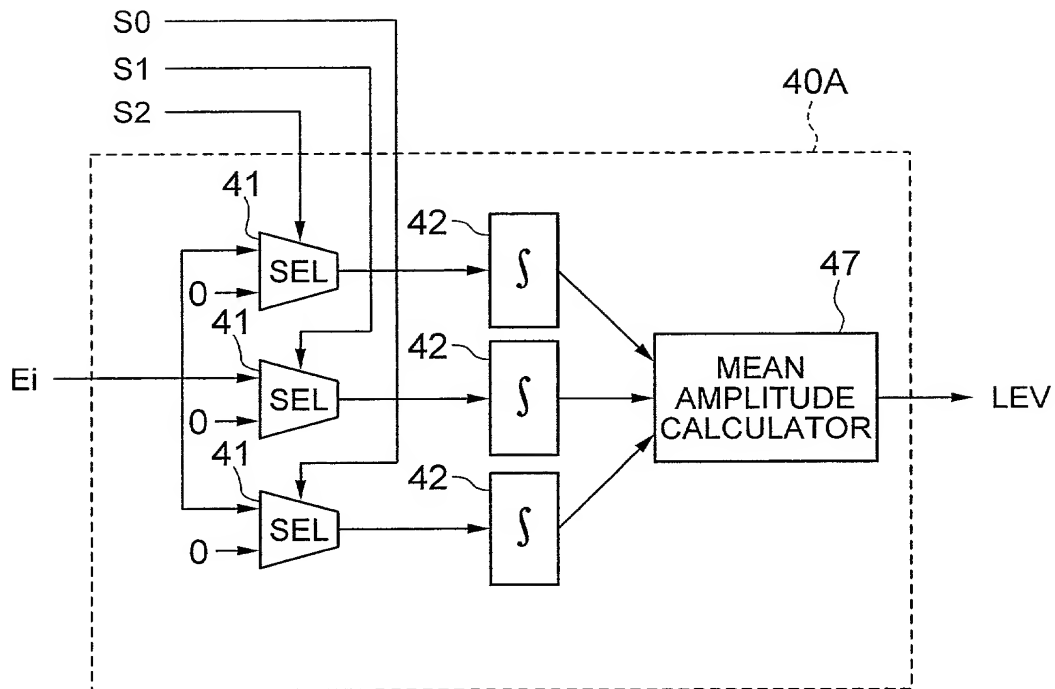 S0
S1
S2
40A
41
SEL
0
42
∫
41
Ei
SEL
0
42
∫
47
MEAN
AMPLITUDE
CALCULATOR
LEV
41
SEL
0
42
∫